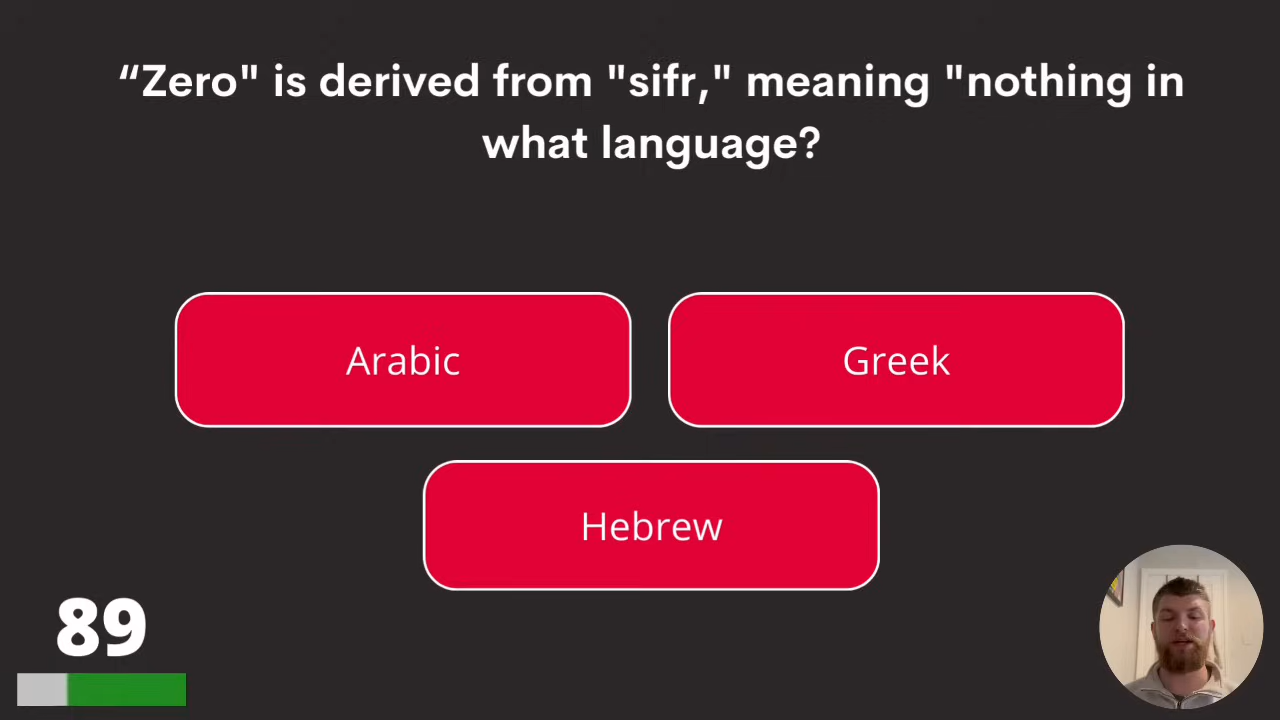 “Zero" is derived from "sifr," meaning "nothing in
what language?
Arabic
Greek
Hebrew
89